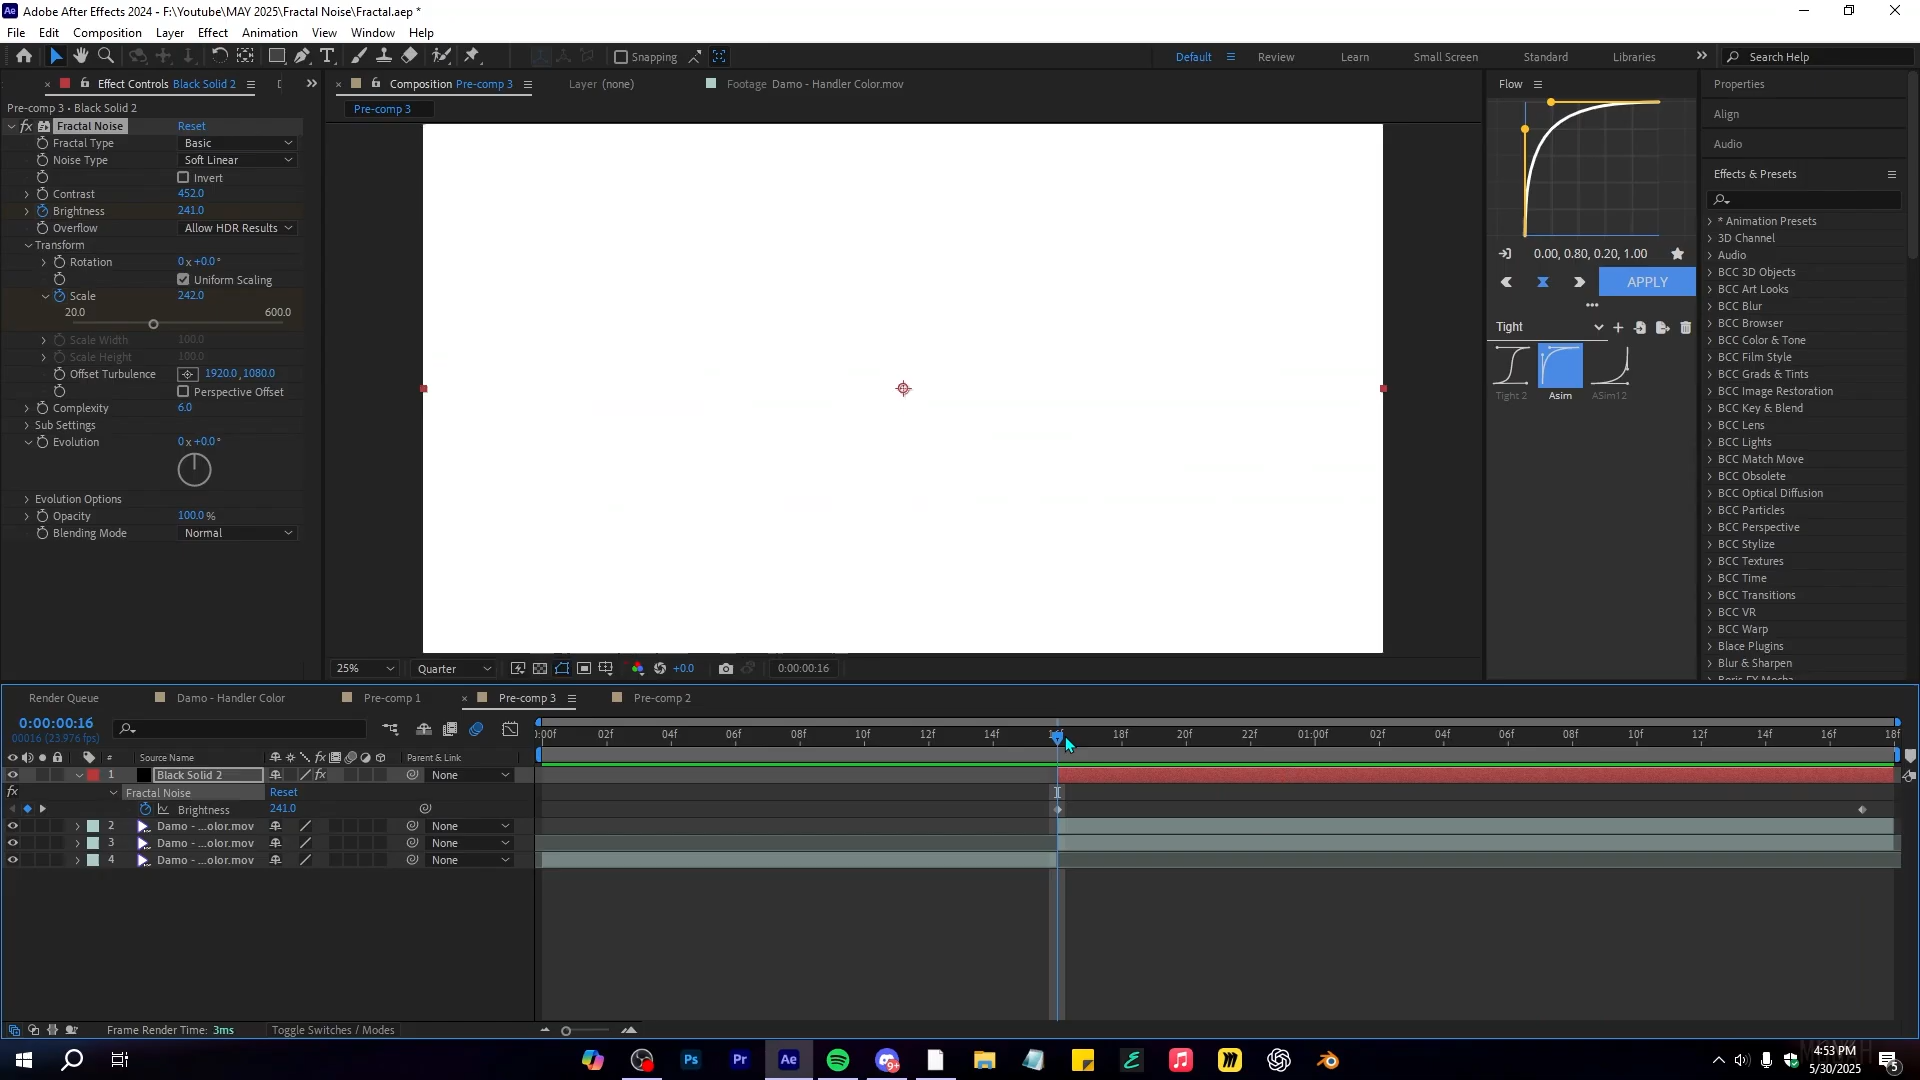 Adobe After Effects 2024 - F:\Youtube\MAY 2025\Fractal Noise\Fractal.aep *
File Edit Composition Layer Effect Animation View Window Help
Snapping
Default Review Learn Small Screen Standard Libraries Search Help
Effect Controls Black Solid 2
Composition Pre-comp 3
Layer (none)
Footage Damo - Handler Color.mov
Pre-comp 3 • Black Solid 2
Pre-comp 3
fx Fractal Noise Reset
Fractal Type Basic
Noise Type Soft Linear
Invert
Contrast 452.0
Brightness 241.0
Overflow Allow HDR Results
Transform
Rotation 0x+0.0°
Uniform Scaling
Scale 242.0
20.0 600.0
Scale Width 100.0
Scale Height 100.0
Offset Turbulence 1920.0, 1080.0
Perspective Offset
Complexity 6.0
Sub Settings
Evolution 0x+0.0°
Evolution Options
Opacity 100.0 %
Blending Mode Normal
25% Quarter +0.0 0:00:00:16
Flow
0.00, 0.80, 0.20, 1.00
APPLY
Tight
Tight 2 Asim ASim12
Properties
Align
Audio
Effects & Presets
* Animation Presets
3D Channel
Audio
BCC 3D Objects
BCC Art Looks
BCC Blur
BCC Browser
BCC Color & Tone
BCC Film Style
BCC Grads & Tints
BCC Image Restoration
BCC Key & Blend
BCC Lens
BCC Lights
BCC Match Move
BCC Obsolete
BCC Optical Diffusion
BCC Particles
BCC Perspective
BCC Stylize
BCC Textures
BCC Time
BCC Transitions
BCC VR
BCC Warp
Blace Plugins
Blur & Sharpen
Boris FX Mocha
Render Queue Damo - Handler Color Pre-comp 1 Pre-comp 3 Pre-comp 2
0:00:00:16
00016 (23.976 fps)
:00f 02f 04f 06f 08f 10f 12f 14f 18f 20f 22f 01:00f 02f 04f 06f 08f 10f 12f 14f 16f 18f
# Source Name fx Parent & Link
1 Black Solid 2 fx None
fx Fractal Noise Reset
Brightness 241.0
2 Damo - ...olor.mov None
3 Damo - ...olor.mov None
4 Damo - ...olor.mov None
Frame Render Time: 3ms Toggle Switches / Modes
Ps Pr Ae
4:53 PM
5/30/2025
5